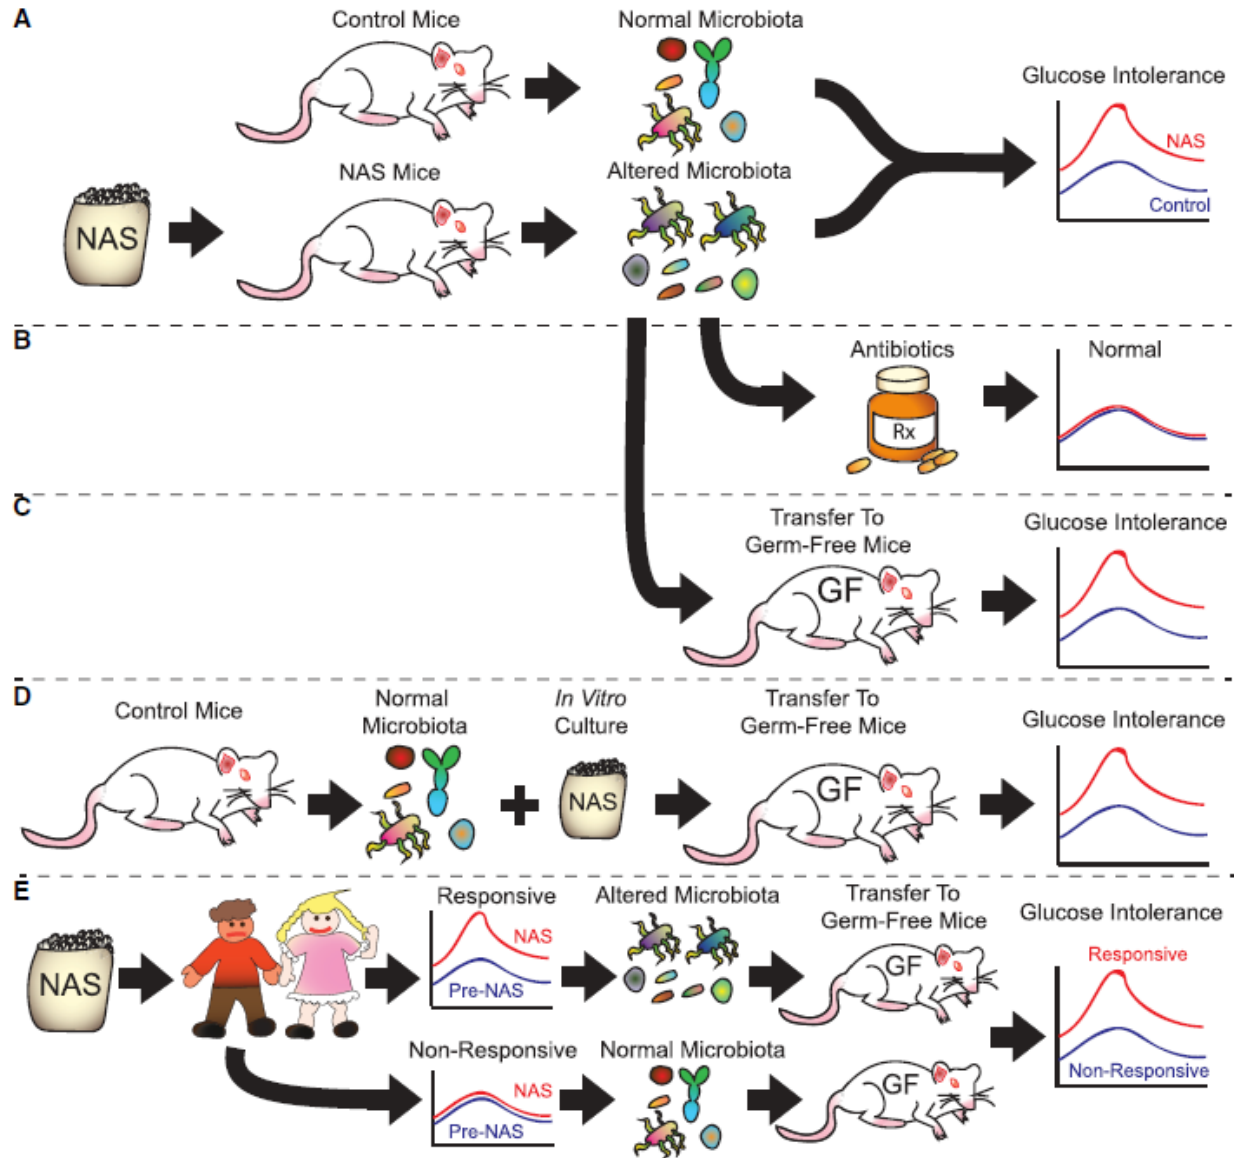 A
Control Mice
Normal Microbiota
Glucose Intolerance
NAS
Control
NAS
NAS Mice
Altered Microbiota
B
Antibiotics
Rx
Normal
C
Transfer To
Germ-Free Mice
GF
Glucose Intolerance
D
Control Mice
Normal
Microbiota
In Vitro
Culture
NAS
Transfer To
Germ-Free Mice
GF
Glucose Intolerance
E
NAS
Responsive
NAS
Pre-NAS
Altered Microbiota
Transfer To
Germ-Free Mice
GF
Glucose Intolerance
Responsive
Non-Responsive
Non-Responsive
NAS
Pre-NAS
Normal Microbiota
GF